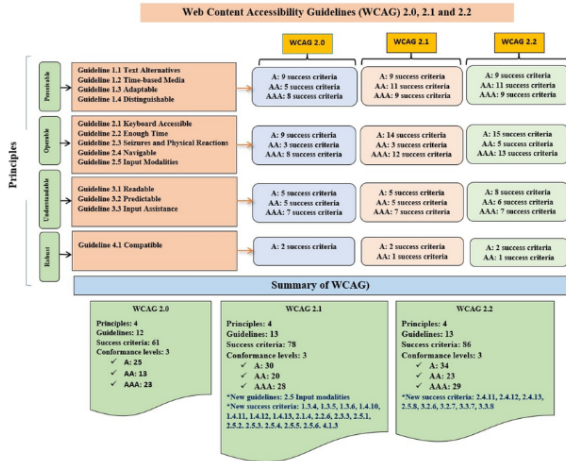 Web Content Accessibility Guidelines (WCAG) 2.0, 2.1 and 2.2
WCAG 2.0
WCAG 2.1
WCAG 2.2
Principles
Perceivable
Guideline 1.1 Text Alternatives
Guideline 1.2 Time-based Media
Guideline 1.3 Adaptable
Guideline 1.4 Distinguishable
A: 9 success criteria
AA: 5 success criteria
AAA: 8 success criteria
A: 9 success criteria
AA: 11 success criteria
AAA: 9 success criteria
A: 9 success criteria
AA: 11 success criteria
AAA: 9 success criteria
Operable
Guideline 2.1 Keyboard Accessible
Guideline 2.2 Enough Time
Guideline 2.3 Seizures and Physical Reactions
Guideline 2.4 Navigable
Guideline 2.5 Input Modalities
A: 9 success criteria
AA: 3 success criteria
AAA: 8 success criteria
A: 14 success criteria
AA: 3 success criteria
AAA: 12 success criteria
A: 15 success criteria
AA: 5 success criteria
AAA: 13 success criteria
Understandable
Guideline 3.1 Readable
Guideline 3.2 Predictable
Guideline 3.3 Input Assistance
A: 5 success criteria
AA: 5 success criteria
AAA: 7 success criteria
A: 5 success criteria
AA: 5 success criteria
AAA: 7 success criteria
A: 8 success criteria
AA: 6 success criteria
AAA: 7 success criteria
Robust
Guideline 4.1 Compatible
A: 2 success criteria
A: 2 success criteria
AA: 1 success criteria
A: 2 success criteria
AA: 1 success criteria
Summary of WCAG)
WCAG 2.0
Principles: 4
Guidelines: 12
Success criteria: 61
Conformance levels: 3
✓ A: 25
✓ AA: 13
✓ AAA: 23
WCAG 2.1
Principles: 4
Guidelines: 13
Success criteria: 78
Conformance levels: 3
✓ A: 30
✓ AA: 20
✓ AAA: 28
*New guidelines: 2.5 Input modalities
*New success criteria: 1.3.4, 1.3.5, 1.3.6, 1.4.10,
1.4.11, 1.4.12, 1.4.13, 2.1.4, 2.2.6, 2.3.3, 2.5.1,
2.5.2, 2.5.3, 2.5.4, 2.5.5, 2.5.6, 4.1.3
WCAG 2.2
Principles: 4
Guidelines: 13
Success criteria: 86
Conformance levels: 3
✓ A: 34
✓ AA: 23
✓ AAA: 29
*New success criteria: 2.4.11, 2.4.12, 2.4.13,
2.5.8, 3.2.6, 3.2.7, 3.3.7, 3.3.8